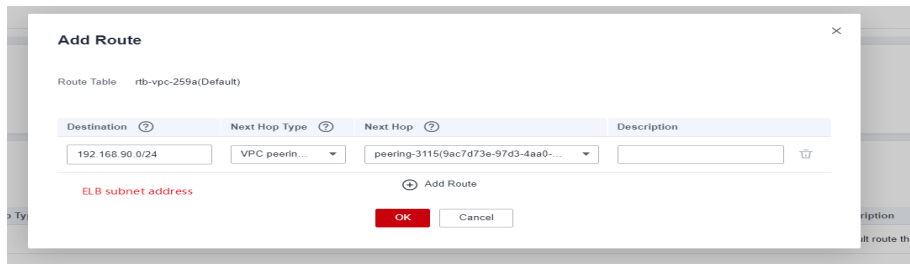 Add Route
Route Table rtb-vpc-259a(Default)
Destination ? Next Hop Type ? Next Hop ? Description
192.168.90.0/24 VPC peerin... peering-3115(9ac7d73e-97d3-4aa0-...
Add Route
ELB subnet address
OK Cancel
ription
ult route th